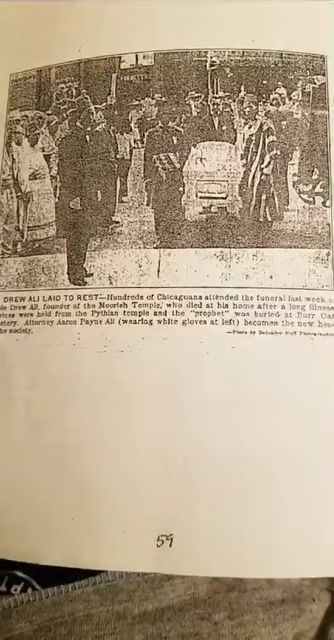 DREW ALI LAID TO REST—Hundreds of Chicagoans attended the funeral last week
ble Drew Ali, founder of the Moorish Temple, who died at his home after a long illness
vices were held from the Pythian temple and the "prophet" was buried at Burr Oak
etery. Attorney Aaron Payne Ali (wearing white gloves at left) becomes the new head
he society.
—Photo by Defender Staff Photographer
59